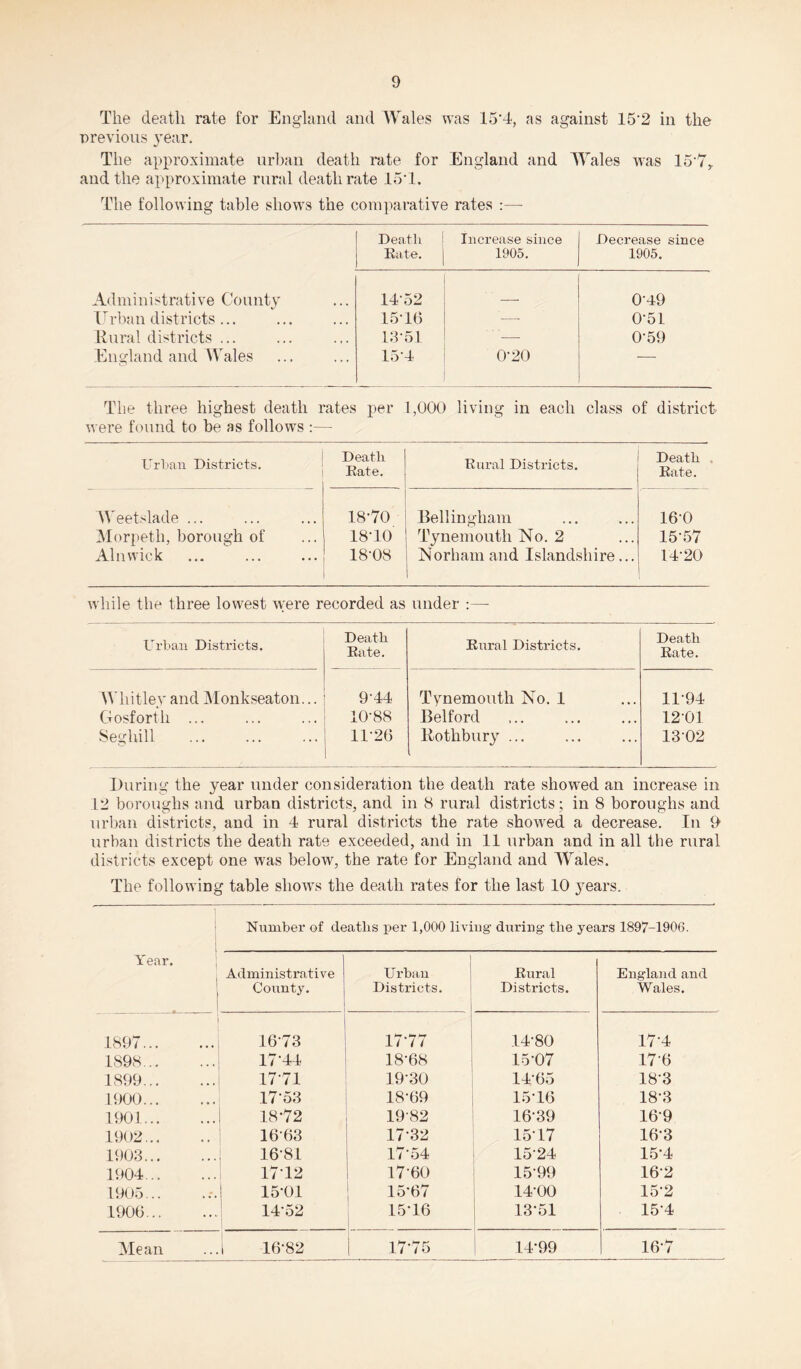 9
The death rate for England and Wales was 15·4, as against 15·2 in the
previous year.
The approximate urban death rate for England and Wales was 15·7,
and the approximate rural death rate 15·1.
The following table shows the comparative rates :—
Death Rate. Increase since 1905. Decrease since 1905.
Administrative County ... 14·52 — 0·49
Urban districts ... ... ... 15·16 — 0·51
Rural districts ... ... ... 13·51 — 0·59
England and Wales ... ... 15·4 0·20 —
The three highest death rates per 1,000 living in each class of district
were found to be as follows :—
Urban Districts. Death Rate. Rural Districts. Death Rate.
Weetslade ... ... ... 18·70 Bellingham ... ... 16·0
Morpeth, borough of ... 18·10 Tynemouth No. 2 ... 15·57
Alnwick ... ... ... 18·08 Norham and Islandshire... 14·20
while the three lowest were recorded as under :—
Urban Districts. Death Rate. Rural Districts. Death Rate.
Whitley and Monkseaton... 9·44 Tynemouth No. 1 ... 11·94
Gosforth ... ... ... 10·88 Belford ... ... ... 12·01
Seghill ... ... ... 11·26 Rothbury ... ... ... 13·02
During the year under consideration the death rate showed an increase in
12 boroughs and urban districts, and in 8 rural districts; in 8 boroughs and
urban districts, and in 4 rural districts the rate showed a decrease. In 9
urban districts the death rate exceeded, and in 11 urban and in all the rural
districts except one was below, the rate for England and Wales.
The following table shows the death rates for the last 10 years.
Number of deaths per 1,000 living during the years 1897-1906.
Year. Administrative County. Urban Districts. Rural Districts. England and Wales.
1897... ... 16·73 17·77 14·80 17·4
1898... ... 17·44 18·68 15·07 17·6
1899... ... 17·71 19·30 14·65 18·3
1900... ... 17·53 18·69 15·16 18·3
1901... ... 18·72 19·82 16·39 16·9
1902... .. 16·63 17·32 15·17 16·3
1903... ... 16·81 17·54 15·24 15·4
1904... ... 17·12 17·60 15·99 16·2
1905... ... 15·01 15·67 14·00 15·2
1906... ... 14·52 15·16 13·51 15·4
Mean ... 16·82 17·75 14·99 16·7